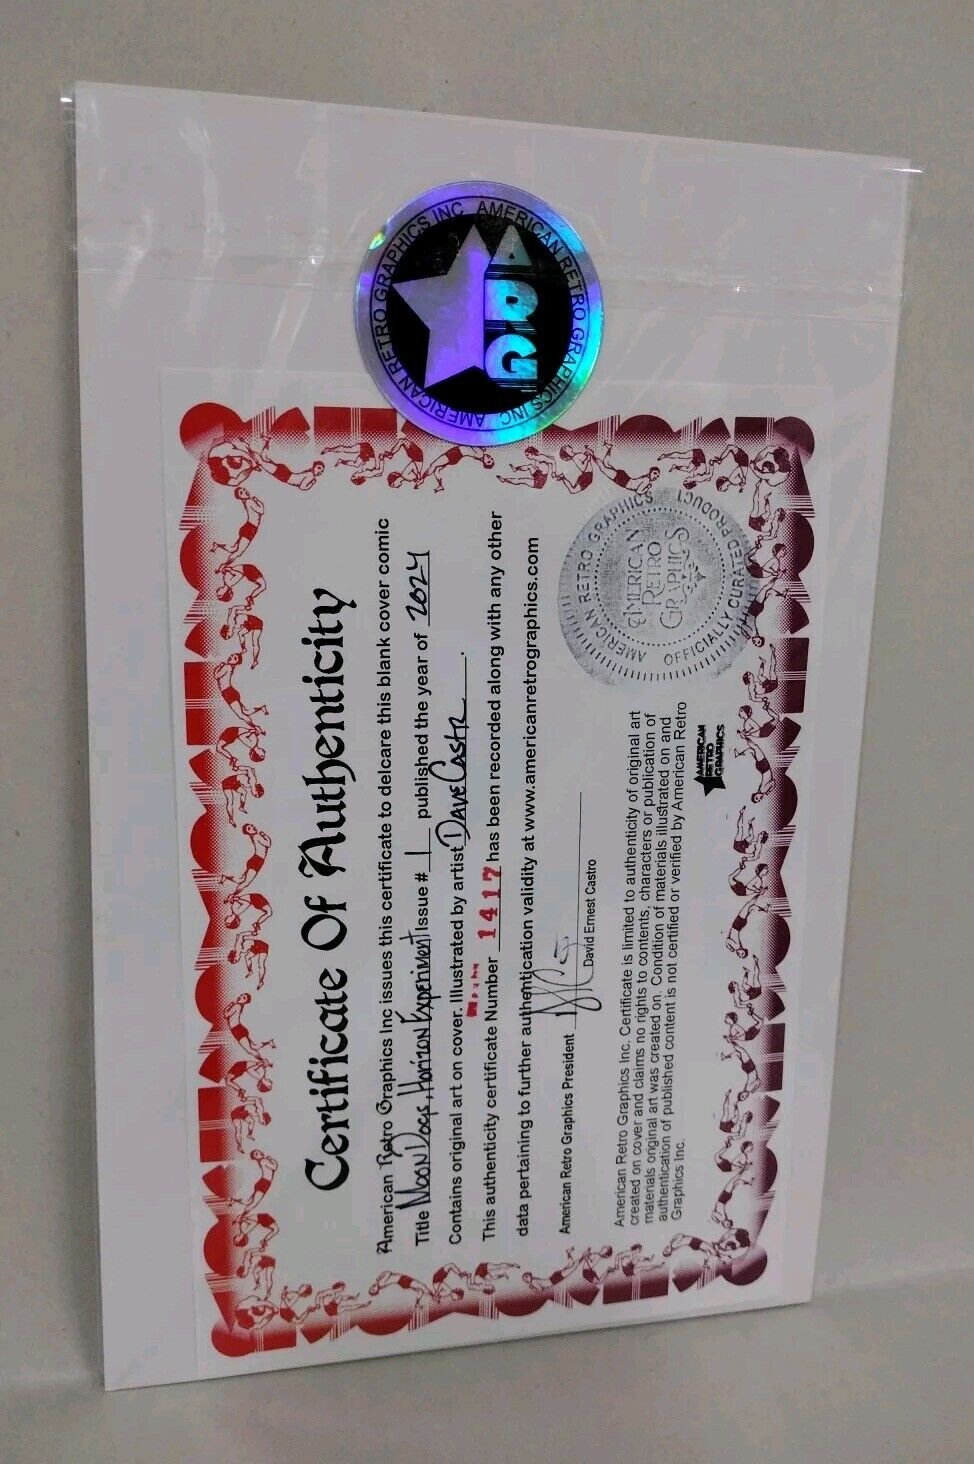 AMERICAN RETRO GRAPHICS INC. AMERICAN RETRO GRAPHICS INC.
ARG
Certificate Of Authenticity
American Retro Graphics Inc issues this certificate to delcare this blank cover comic
Title MOON DOGS, Horizon Experiment Issue # 1 published the year of 2024
Contains original art on cover. Illustrated by artist DAVE Castr.
This authenticity certificate Number 1417 has been recorded along with any other
data pertaining to further authentication validity at www.americanretrographics.com
American Retro Graphics President
David Ernest Castro
AMERICAN RETRO GRAPHICS
AMERICAN
RETRO
GRAPHICS
OFFICIALLY CURATED PRODUCT
American Retro Graphics Inc. Certificate is limited to authenticity of original art
created on cover and claims no rights to contents, characters or publication of
materials original art was created on. Condition of materials illustrated on and
authentication of published content is not certified or verified by American Retro
Graphics Inc.
AMERICAN
RETRO
GRAPHICS